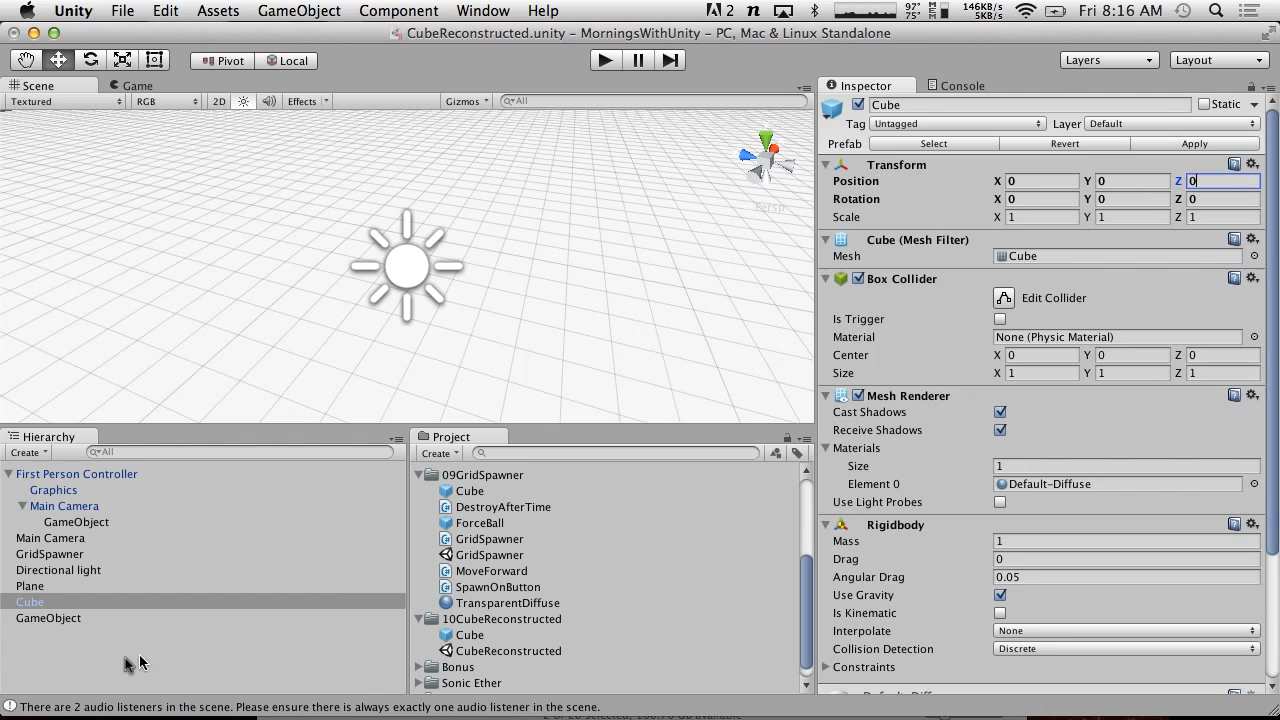 Unity File Edit Assets GameObject Component Window Help 2 97° 75° MEM 146KB/S 5KB/S Fri 8:16 AM
CubeReconstructed.unity - MorningsWithUnity - PC, Mac & Linux Standalone
Pivot Local Layers Layout
Scene Game
Textured RGB 2D Effects Gizmos All
Persp
Hierarchy
Create All
First Person Controller
Graphics
Main Camera
GameObject
Main Camera
GridSpawner
Directional light
Plane
Cube
GameObject
Project
Create
09GridSpawner
Cube
DestroyAfterTime
ForceBall
GridSpawner
GridSpawner
MoveForward
SpawnOnButton
TransparentDiffuse
10CubeReconstructed
Cube
CubeReconstructed
Bonus
Sonic Ether
Inspector Console
Cube Static
Tag Untagged Layer Default
Prefab Select Revert Apply
Transform
Position X 0 Y 0 Z 0
Rotation X 0 Y 0 Z 0
Scale X 1 Y 1 Z 1
Cube (Mesh Filter)
Mesh Cube
Box Collider
Edit Collider
Is Trigger
Material None (Physic Material)
Center X 0 Y 0 Z 0
Size X 1 Y 1 Z 1
Mesh Renderer
Cast Shadows
Receive Shadows
Materials
Size 1
Element 0 Default-Diffuse
Use Light Probes
Rigidbody
Mass 1
Drag 0
Angular Drag 0.05
Use Gravity
Is Kinematic
Interpolate None
Collision Detection Discrete
Constraints
There are 2 audio listeners in the scene. Please ensure there is always exactly one audio listener in the scene.